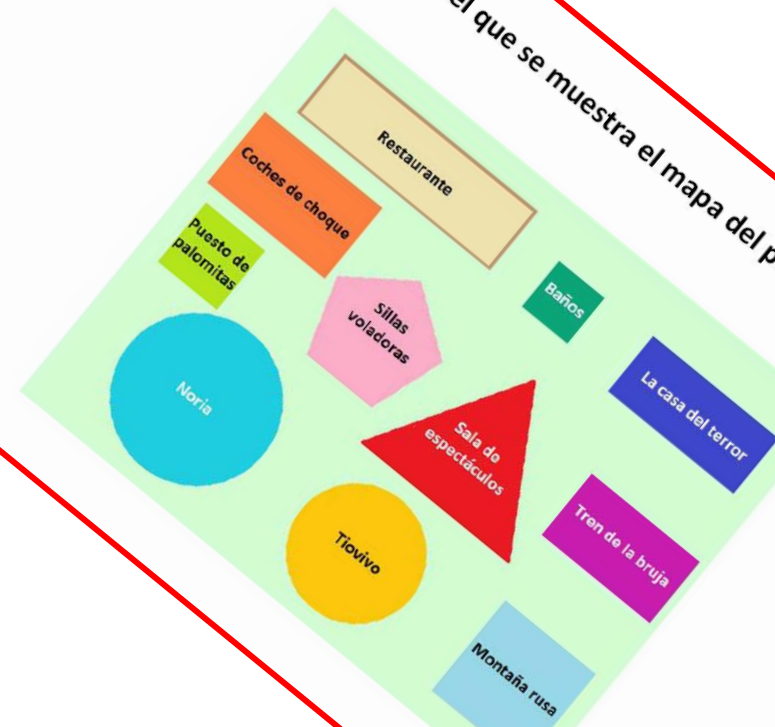 el que se muestra el mapa del
Restaurante
Coches de choque
Puesto de
palomitas
Sillas
voladoras
Baños
Noria
La casa del terror
Sala de
espectáculos
Tren de la bruja
Tiovivo
Montaña rusa